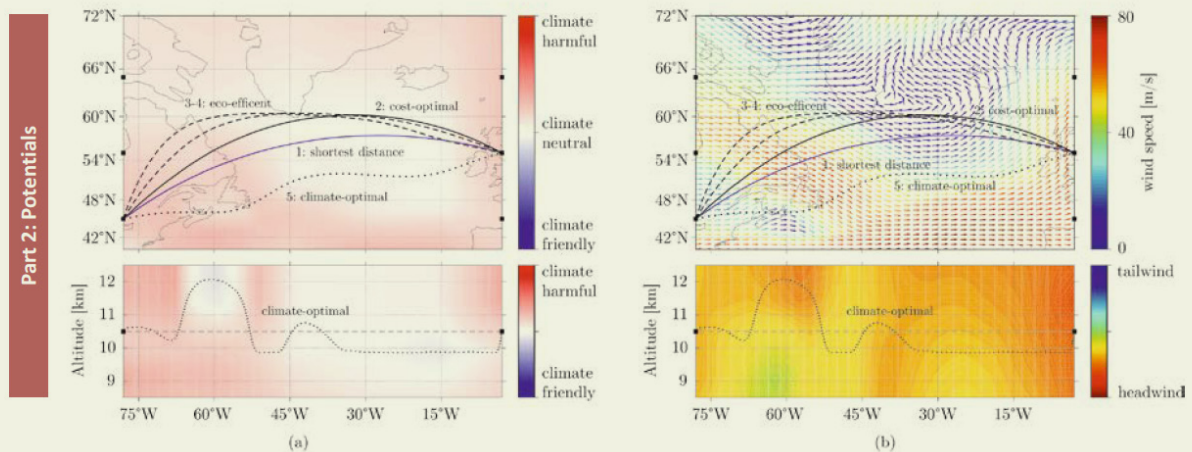 Part 2: Potentials
72°N
66°N
60°N
54°N
48°N
42°N
3-4: eco-efficent
2: cost-optimal
1: shortest distance
5: climate-optimal
climate
harmful
climate
neutral
climate
friendly
Altitude [km]
12
11
10
9
climate-optimal
climate
harmful
climate
friendly
75°W
60°W
45°W
30°W
15°W
(a)
72°N
66°N
60°N
54°N
48°N
42°N
3-4: eco-efficent
cost-optimal
1: shortest distance
5: climate-optimal
80
40
0
wind speed [m/s]
Altitude [km]
12
11
10
9
climate-optimal
tailwind
headwind
75°W
60°W
45°W
30°W
15°W
(b)